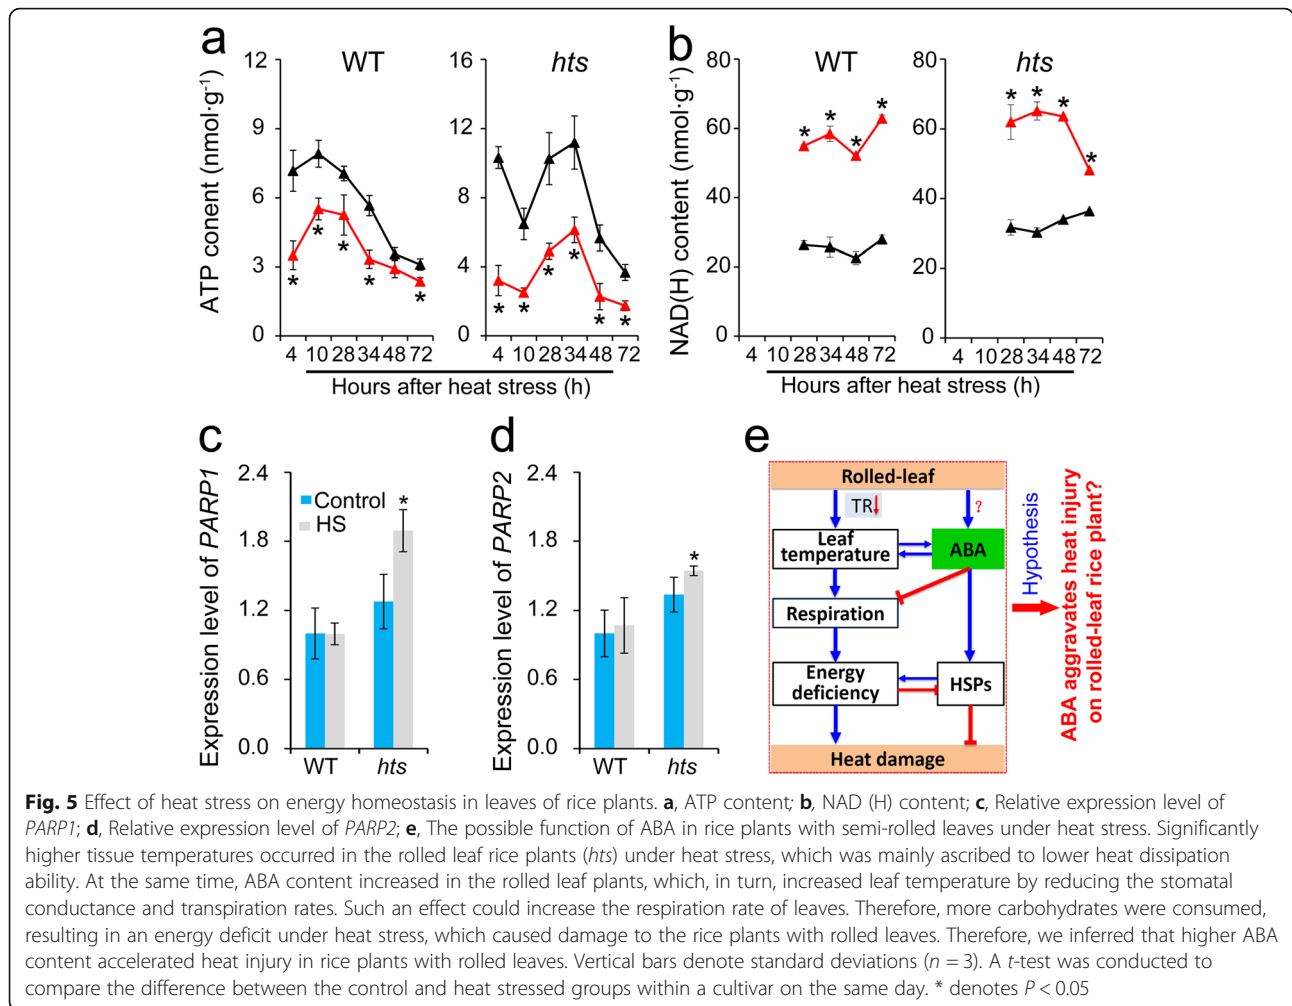 a
WT
hts
ATP conent (nmol·g⁻¹)
12
9
6
3
0
16
12
8
4
0
* * * * *
* * * * * *
4 10 28 34 48 72
4 10 28 34 48 72
Hours after heat stress (h)
b
WT
hts
NAD(H) content (nmol·g⁻¹)
80
60
40
20
0
80
60
40
20
0
* * * *
* * * *
4 10 28 34 48 72
4 10 28 34 48 72
Hours after heat stress (h)
c
Expression level of PARP1
2.4
1.8
1.2
0.6
0.0
Control
HS
*
WT hts
d
Expression level of PARP2
2.4
1.8
1.2
0.6
0.0
*
WT hts
e
Rolled-leaf
TR
?
Leaf
temperature
ABA
Respiration
Energy
deficiency
HSPs
Heat damage
Hypothesis
ABA aggravates heat injury
on rolled-leaf rice plant?
Fig. 5 Effect of heat stress on energy homeostasis in leaves of rice plants. a, ATP content; b, NAD (H) content; c, Relative expression level of
PARP1; d, Relative expression level of PARP2; e, The possible function of ABA in rice plants with semi-rolled leaves under heat stress. Significantly
higher tissue temperatures occurred in the rolled leaf rice plants (hts) under heat stress, which was mainly ascribed to lower heat dissipation
ability. At the same time, ABA content increased in the rolled leaf plants, which, in turn, increased leaf temperature by reducing the stomatal
conductance and transpiration rates. Such an effect could increase the respiration rate of leaves. Therefore, more carbohydrates were consumed,
resulting in an energy deficit under heat stress, which caused damage to the rice plants with rolled leaves. Therefore, we inferred that higher ABA
content accelerated heat injury in rice plants with rolled leaves. Vertical bars denote standard deviations (n = 3). A t-test was conducted to
compare the difference between the control and heat stressed groups within a cultivar on the same day. * denotes P < 0.05